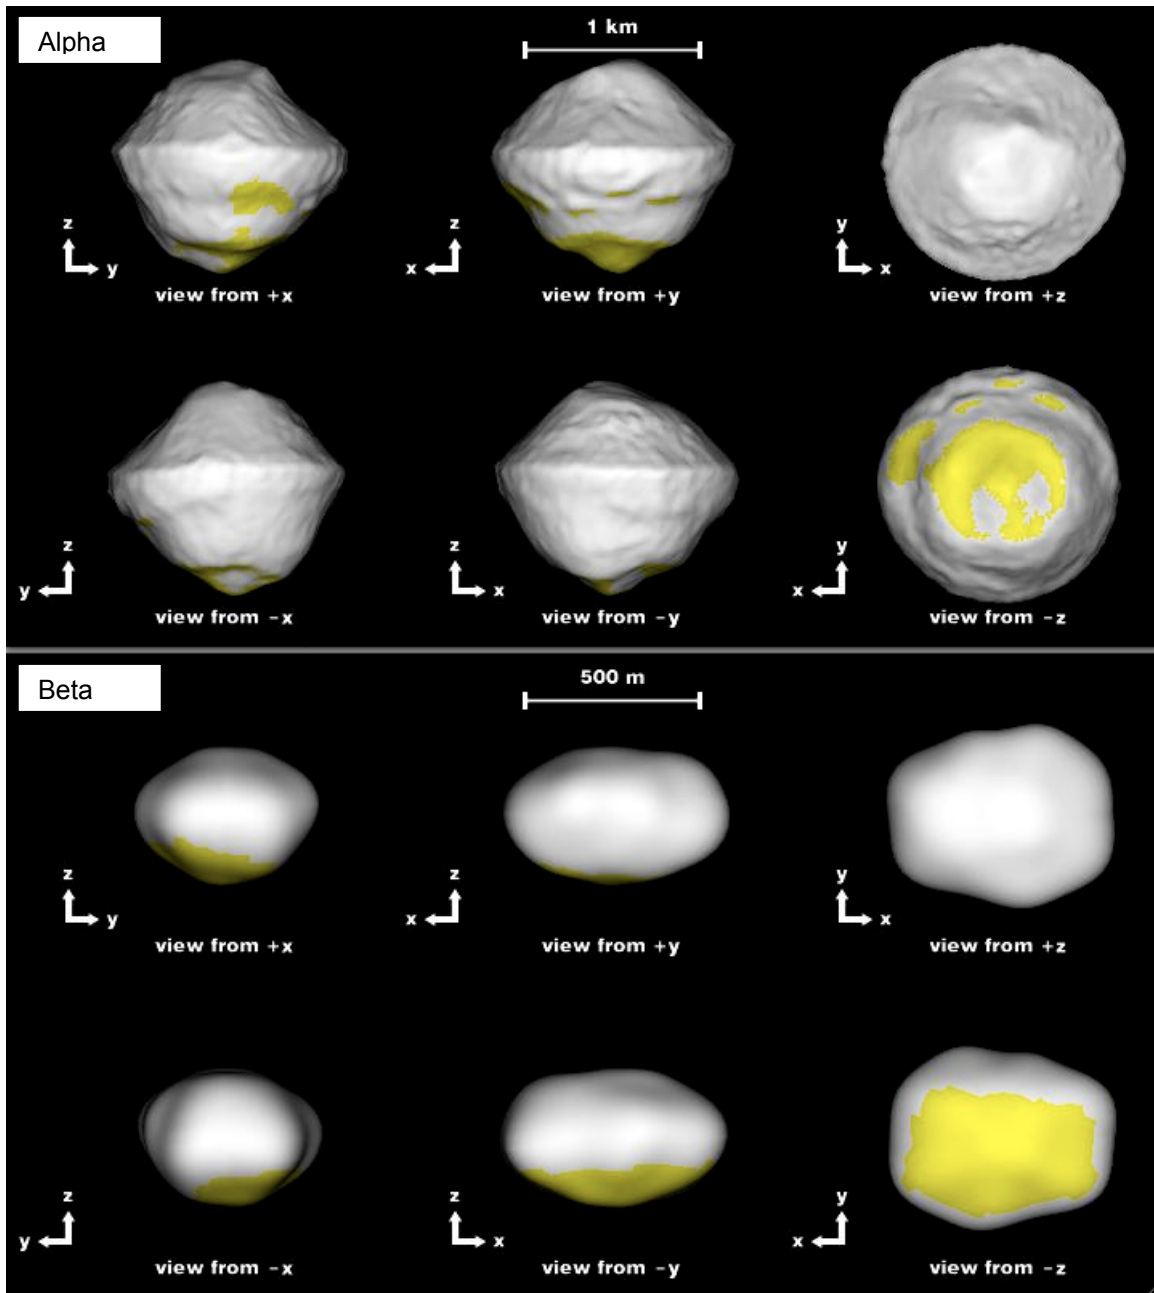 Alpha
1 km
z
y
view from +x
z
x
view from +y
y
x
view from +z
z
y
view from −x
z
x
view from −y
y
x
view from −z
Beta
500 m
z
y
view from +x
z
x
view from +y
y
x
view from +z
z
y
view from −x
z
x
view from −y
y
x
view from −z